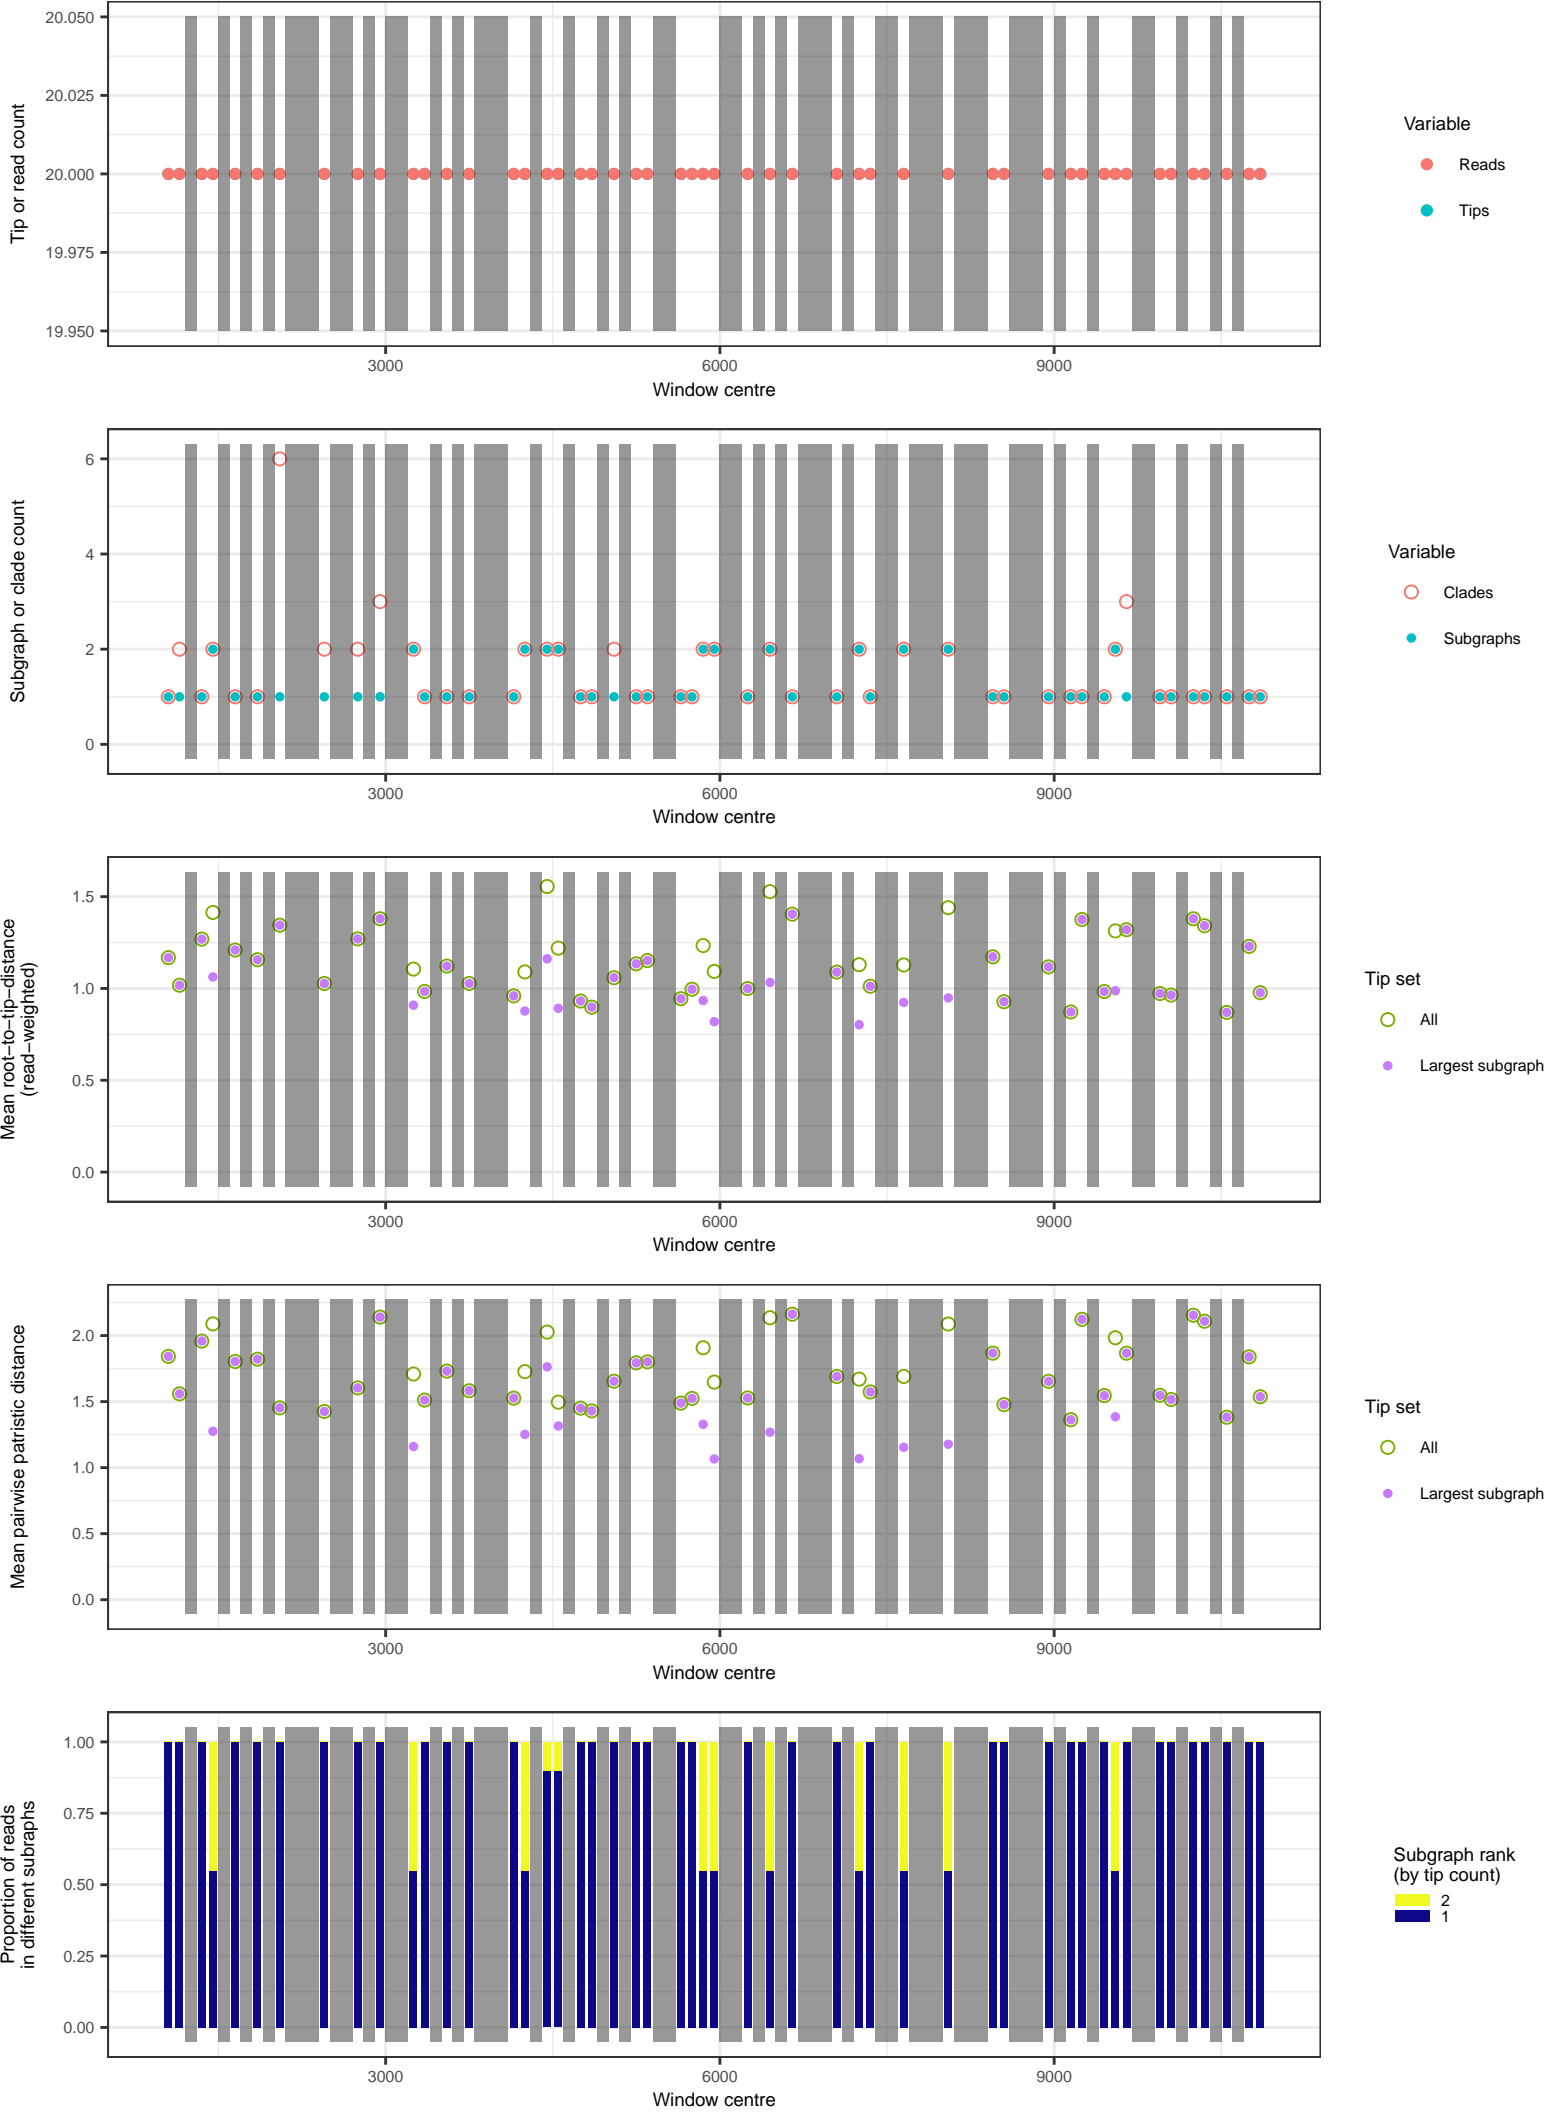 20.050
20.025
20.000
19.975
19.950
Tip or read count
3000
6000
9000
Window centre
Variable
Reads
Tips
6
4
2
0
Subgraph or clade count
3000
6000
9000
Window centre
Variable
Clades
Subgraphs
1.5
1.0
0.5
0.0
Mean root−to−tip−distance
(read−weighted)
3000
6000
9000
Window centre
Tip set
All
Largest subgraph
2.0
1.5
1.0
0.5
0.0
Mean pairwise patristic distance
3000
6000
9000
Window centre
Tip set
All
Largest subgraph
1.00
0.75
0.50
0.25
0.00
Proportion of reads
in different subraphs
3000
6000
9000
Window centre
Subgraph rank
(by tip count)
2
1